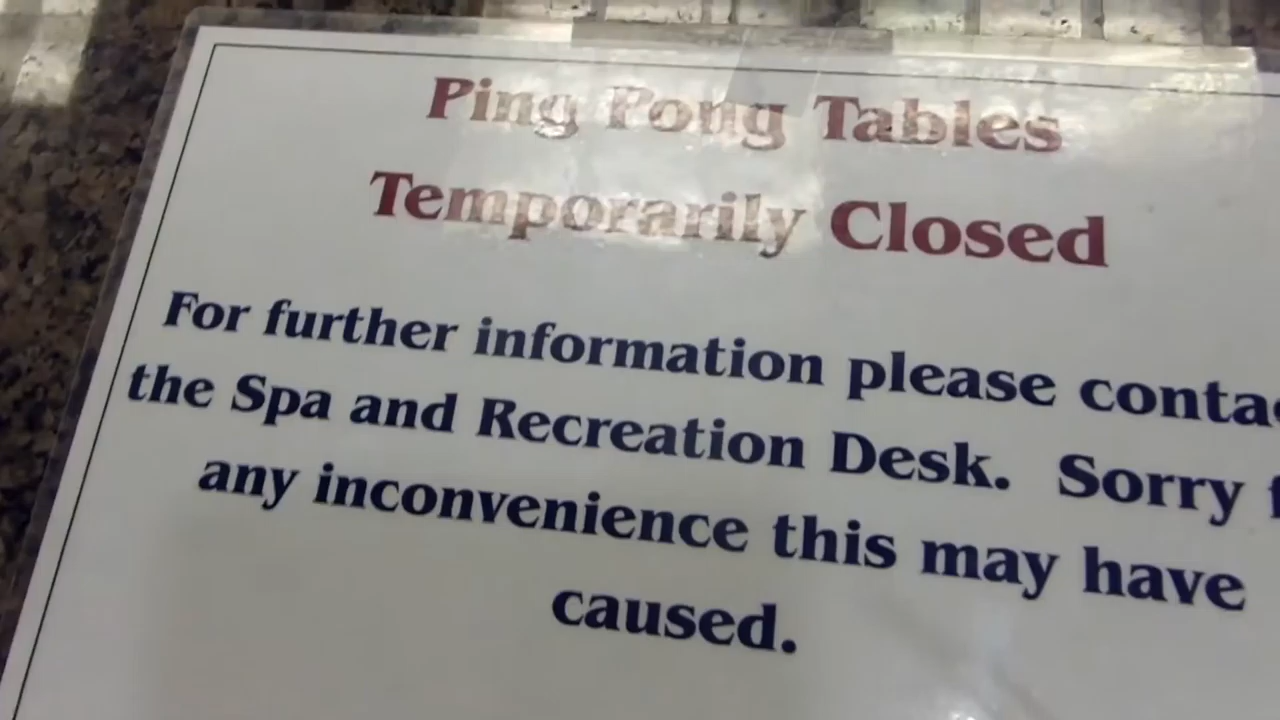 Ping Pong Tables
Temporarily Closed
For further information please contac
the Spa and Recreation Desk. Sorry f
any inconvenience this may have
caused.